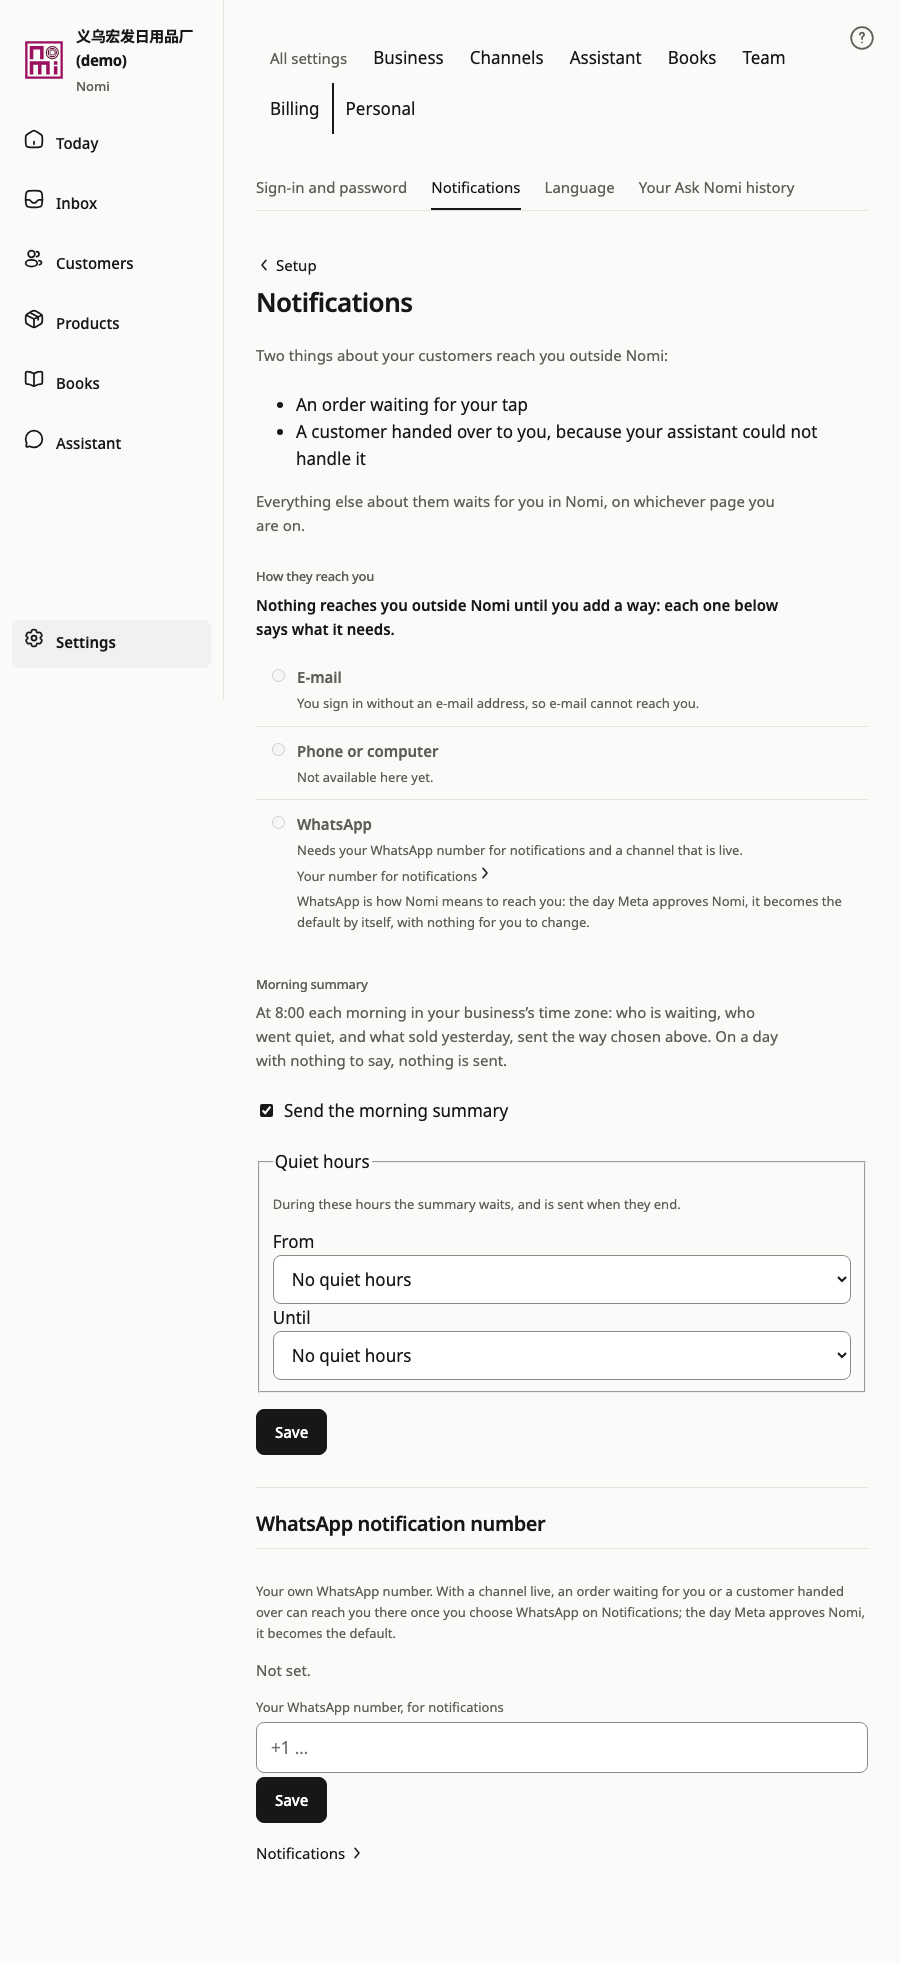 义乌宏发日用品厂
(demo)
Nomi
Today
Inbox
Customers
Products
Books
Assistant
Settings
All settings
Business
Channels
Assistant
Books
Team
Billing
Personal
Sign-in and password
Notifications
Language
Your Ask Nomi history
Setup
Notifications
Two things about your customers reach you outside Nomi:
An order waiting for your tap
A customer handed over to you, because your assistant could not
handle it
Everything else about them waits for you in Nomi, on whichever page you
are on.
How they reach you
Nothing reaches you outside Nomi until you add a way: each one below
says what it needs.
E-mail
You sign in without an e-mail address, so e-mail cannot reach you.
Phone or computer
Not available here yet.
WhatsApp
Needs your WhatsApp number for notifications and a channel that is live.
Your number for notifications
WhatsApp is how Nomi means to reach you: the day Meta approves Nomi, it becomes the
default by itself, with nothing for you to change.
Morning summary
At 8:00 each morning in your business’s time zone: who is waiting, who
went quiet, and what sold yesterday, sent the way chosen above. On a day
with nothing to say, nothing is sent.
Send the morning summary
Quiet hours
During these hours the summary waits, and is sent when they end.
From
No quiet hours
Until
No quiet hours
Save
WhatsApp notification number
Your own WhatsApp number. With a channel live, an order waiting for you or a customer handed
over can reach you there once you choose WhatsApp on Notifications; the day Meta approves Nomi,
it becomes the default.
Not set.
Your WhatsApp number, for notifications
+1 ...
Save
Notifications